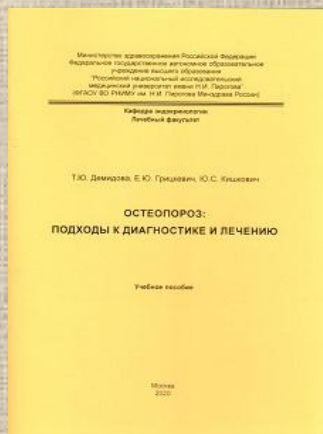 Министерство здравоохранения Российской Федерации
Федеральное государственное автономное образовательное
учреждение высшего образования
"Российский национальный исследовательский
медицинский университет имени Н.И. Пирогова"
(ФГАОУ ВО РНИМУ им. Н.И. Пирогова Минздрава России)
Кафедра эндокринологии
Лечебный факультет
Т.Ю. Демидова, Е.Ю. Грицкевич, Ю.С. Кишкович
ОСТЕОПОРОЗ:
ПОДХОДЫ К ДИАГНОСТИКЕ И ЛЕЧЕНИЮ
Учебное пособие
Москва
2020